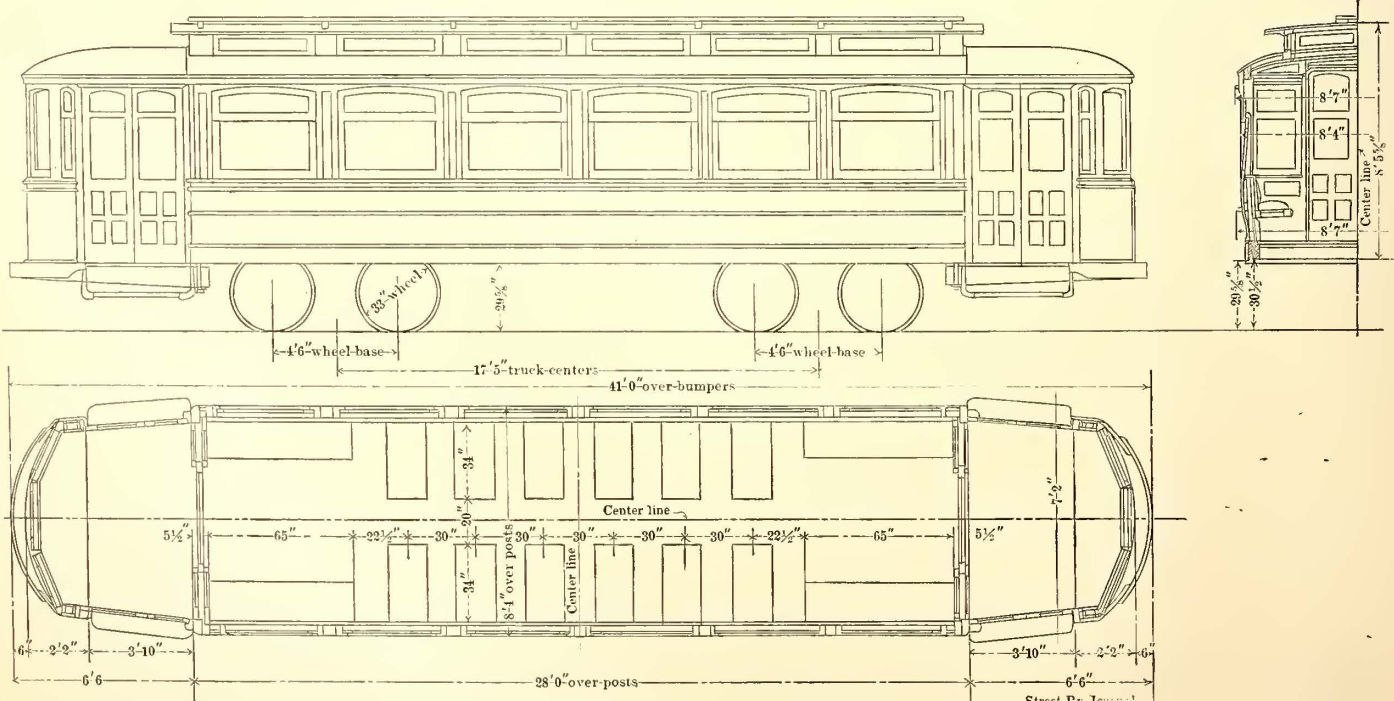 8'7"
8'4"
Center line
8'5⅝"
8'7"
33" wheel
29⅝"
29⅝"
30½"
4'6" wheel base
4'6" wheel base
17'5" truck centers
41'0" over bumpers
34"
20"
34"
8'4" over posts
Center line
Center line
7'2"
5½"
65"
22½"
30"
30"
30"
30"
30"
22½"
65"
5½"
6"
2'2"
3'10"
3'10"
2'2"
6"
6'6
28'0" over posts
6'6"
Street Ry. Journal